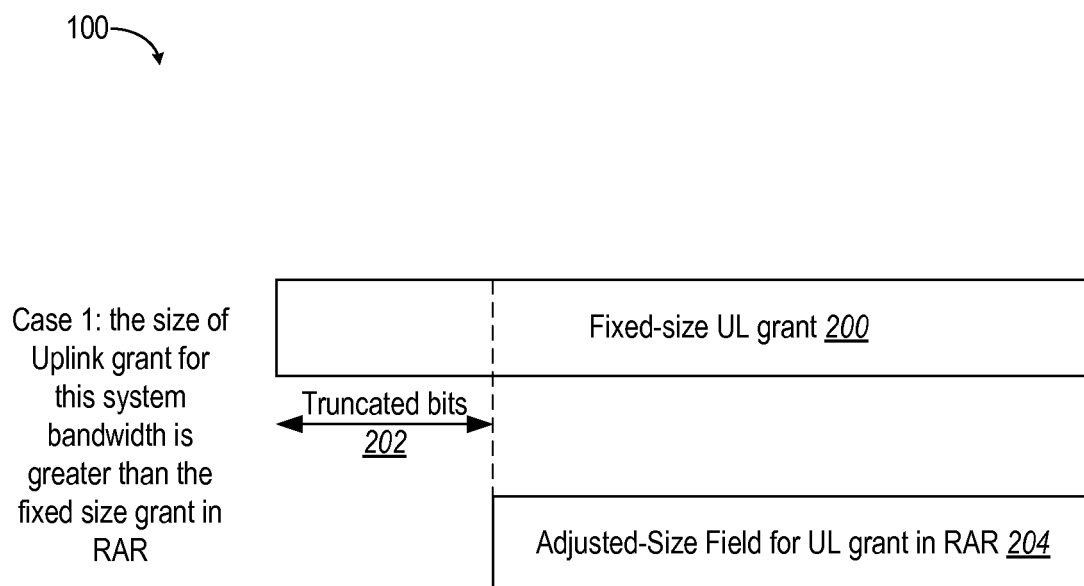 100
Fixed-size UL grant 200
Case 1: the size of
Uplink grant for
this system
bandwidth is
greater than the
fixed size grant in
RAR
Truncated bits
202
Adjusted-Size Field for UL grant in RAR 204